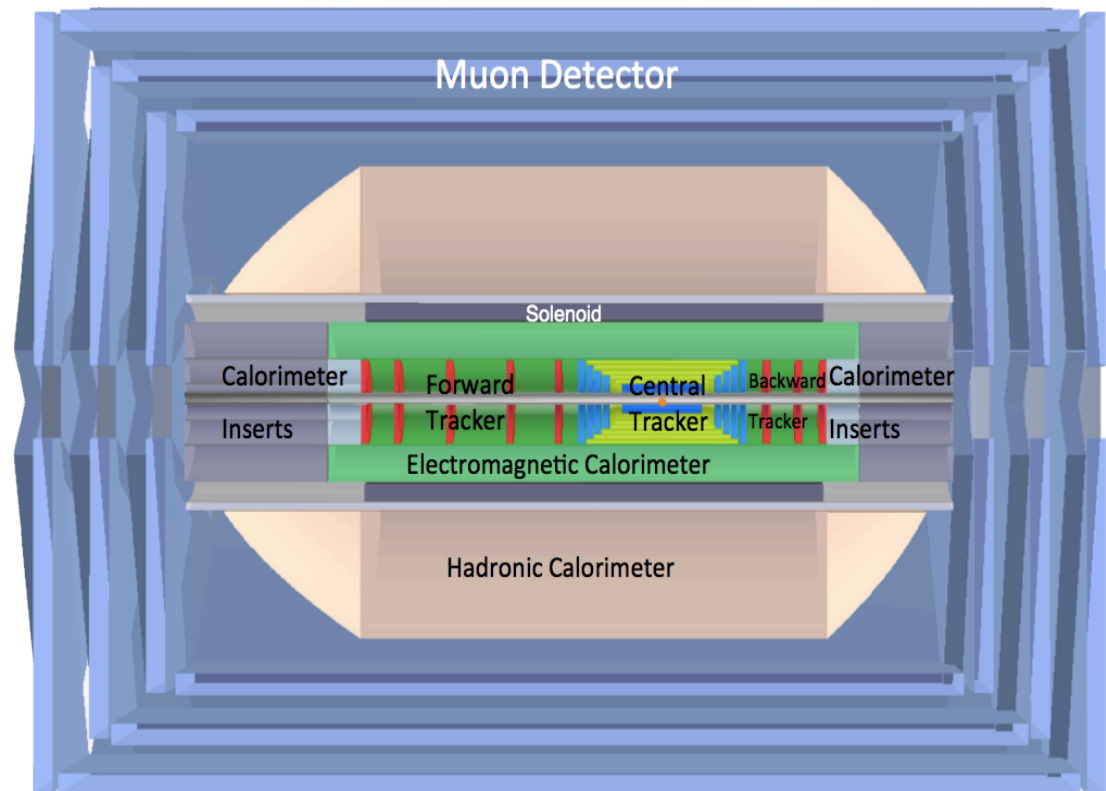 Muon Detector
Solenoid
Calorimeter Forward Central Backward Calorimeter
Inserts Tracker Tracker Tracker Inserts
Electromagnetic Calorimeter
Hadronic Calorimeter